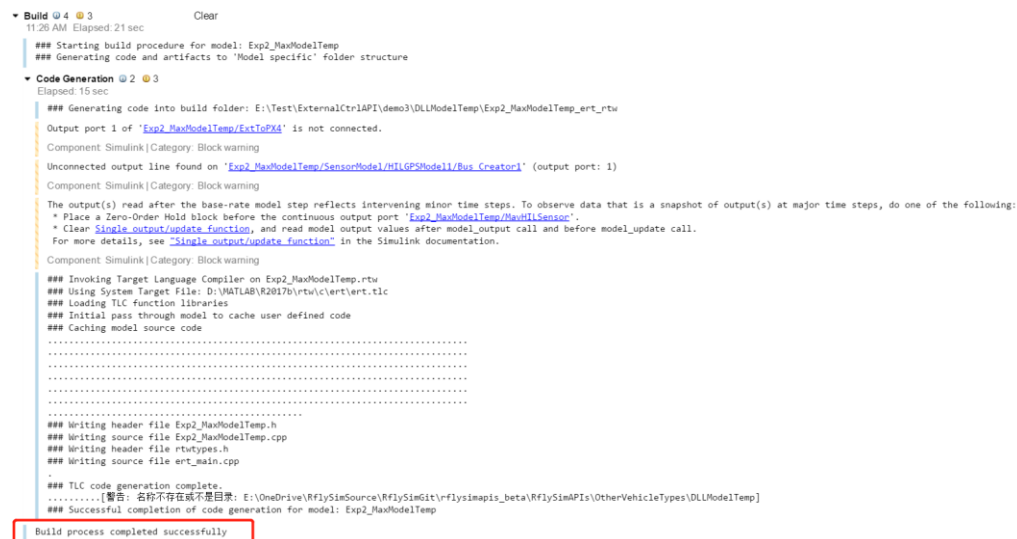 Build 4 3 Clear
11:26 AM Elapsed: 21 sec
### Starting build procedure for model: Exp2_MaxModelTemp
### Generating code and artifacts to 'Model specific' folder structure
Code Generation 2 3
Elapsed: 15 sec
### Generating code into build folder: E:\Test\ExternalCtrlAPI\demo3\DLLModelTemp\Exp2_MaxModelTemp_ert_rtw
Output port 1 of 'Exp2_MaxModelTemp/ExtToPX4' is not connected.
Component: Simulink | Category: Block warning
Unconnected output line found on 'Exp2_MaxModelTemp/SensorModel/HILGPSModel1/Bus Creator1' (output port: 1)
Component: Simulink | Category: Block warning
The output(s) read after the base-rate model step reflects intervening minor time steps. To observe data that is a snapshot of output(s) at major time steps, do one of the following:
* Place a Zero-Order Hold block before the continuous output port 'Exp2_MaxModelTemp/MavHILSensor'.
* Clear Single output/update function, and read model output values after model_output call and before model_update call.
For more details, see "Single output/update function" in the Simulink documentation.
Component: Simulink | Category: Block warning
### Invoking Target Language Compiler on Exp2_MaxModelTemp.rtw
### Using System Target File: D:\MATLAB\R2017b\rtw\c\ert\ert.tlc
### Loading TLC function libraries
### Initial pass through model to cache user defined code
### Caching model source code
................................................................................
................................................................................
................................................................................
................................................................................
................................................................................
................................................................................
................................................
### Writing header file Exp2_MaxModelTemp.h
### Writing source file Exp2_MaxModelTemp.cpp
### Writing header file rtwtypes.h
### Writing source file ert_main.cpp
.
### TLC code generation complete.
..........[警告: 名称不存在或不是目录: E:\OneDrive\RflySimSource\RflySimGit\rflysimapis_beta\RflySimAPIs\OtherVehicleTypes\DLLModelTemp]
### Successful completion of code generation for model: Exp2_MaxModelTemp
Build process completed successfully